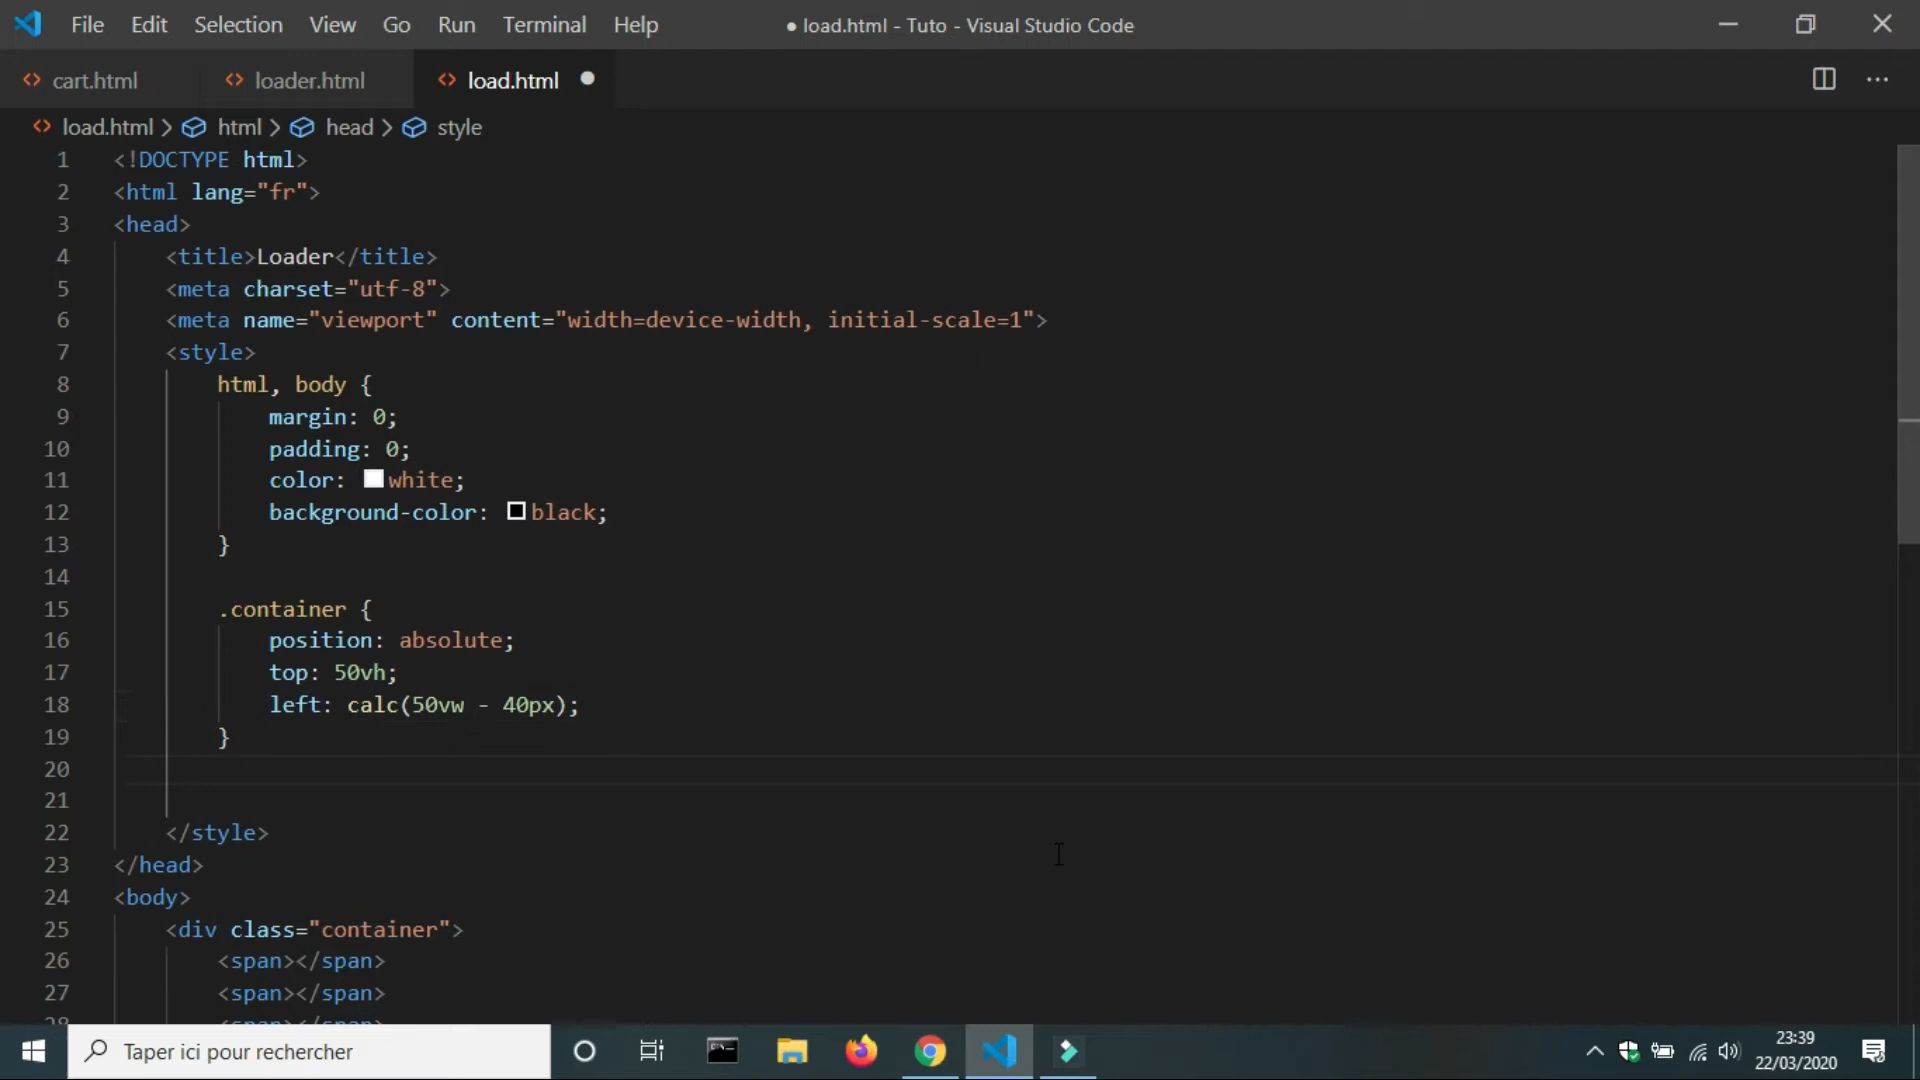 File Edit Selection View Go Run Terminal Help ● load.html - Tuto - Visual Studio Code
cart.html loader.html load.html
load.html > html > head > style
1 <!DOCTYPE html>
2 <html lang="fr">
3 <head>
4 <title>Loader</title>
5 <meta charset="utf-8">
6 <meta name="viewport" content="width=device-width, initial-scale=1">
7 <style>
8 html, body {
9 margin: 0;
10 padding: 0;
11 color: white;
12 background-color: black;
13 }
14
15 .container {
16 position: absolute;
17 top: 50vh;
18 left: calc(50vw - 40px);
19 }
20
21
22 </style>
23 </head>
24 <body>
25 <div class="container">
26 <span></span>
27 <span></span>
28 <span></span>
Taper ici pour rechercher
23:39
22/03/2020